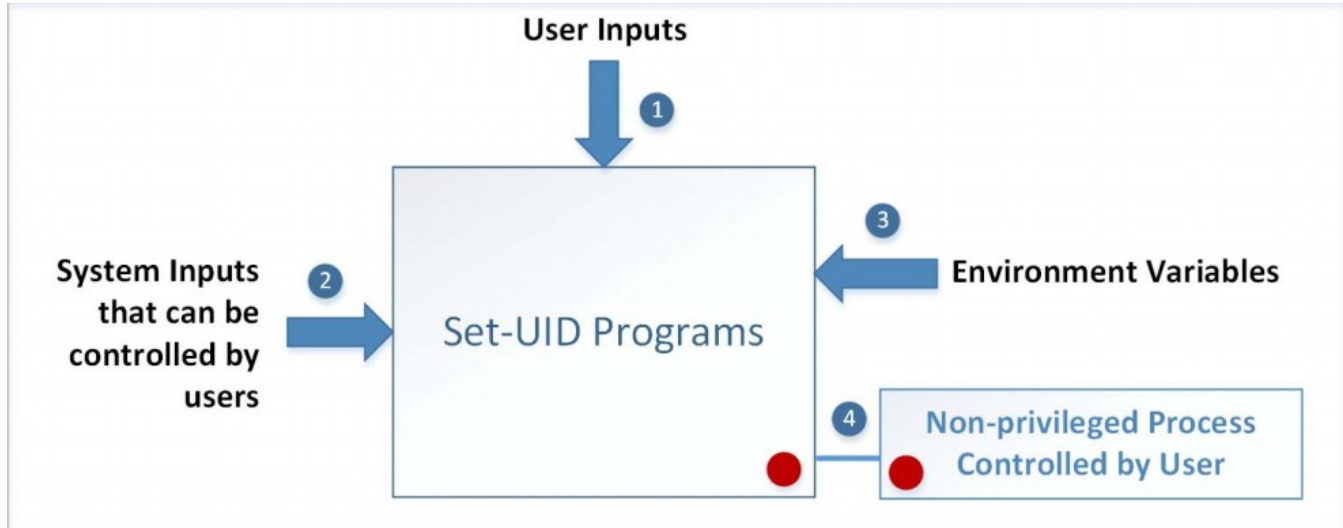 User Inputs
1
3
System Inputs
that can be
controlled by
users
2
Environment Variables
Set-UID Programs
4
Non-privileged Process
Controlled by User